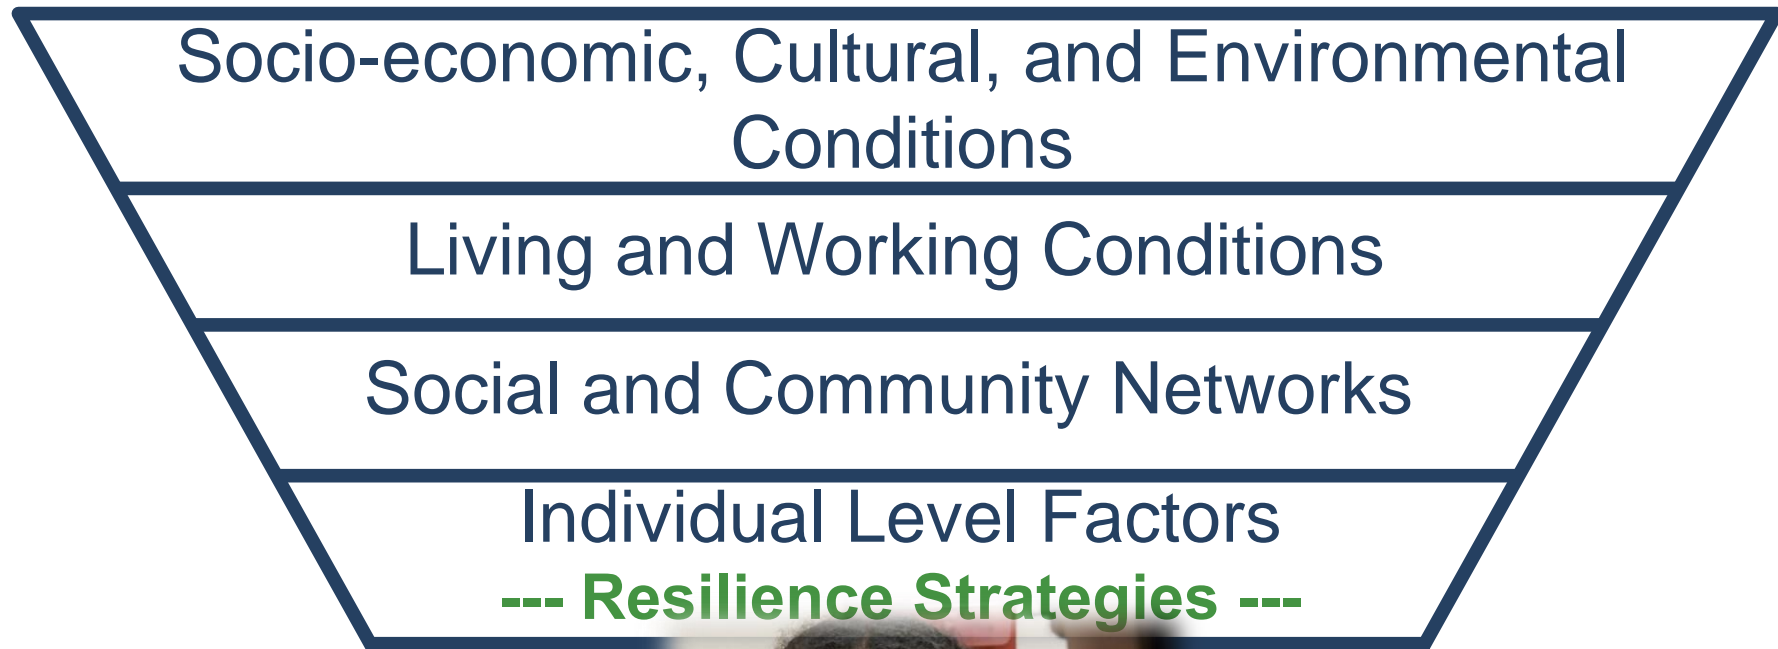 Socio-economic, Cultural, and Environmental
Conditions
Living and Working Conditions
Social and Community Networks
Individual Level Factors
--- Resilience Strategies ---